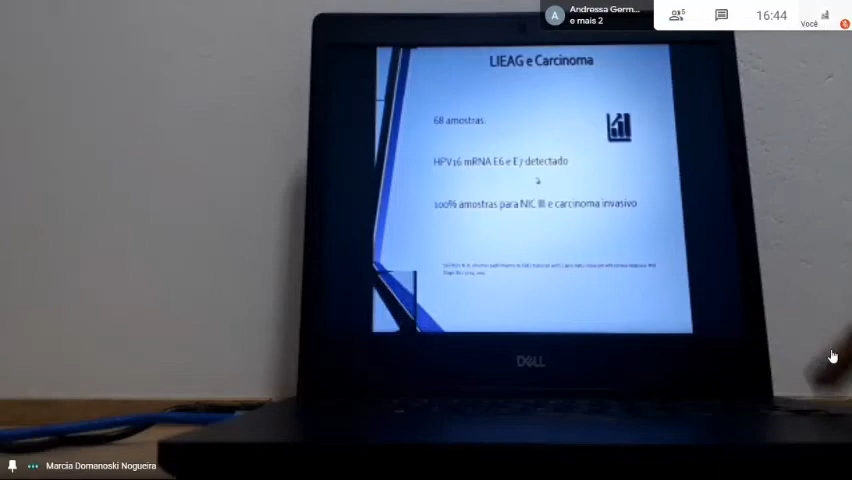 Andressa Germ...
e mais 2
A
5
16:44
Você
LIEAG e Carcinoma
68 amostras
HPV16 mRNA E6 e E7 detectado
100% amostras para NIC III e carcinoma invasivo
DELL
Marcia Domanoski Nogueira